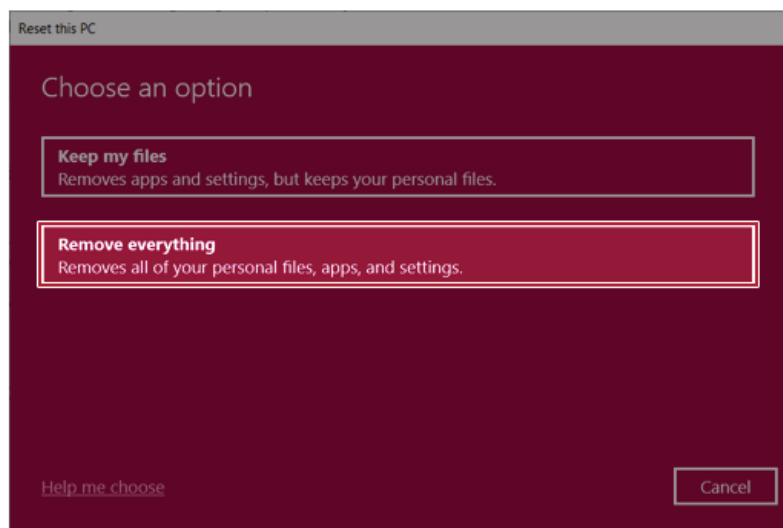 Reset this PC
Choose an option
Keep my files
Removes apps and settings, but keeps your personal files.
Remove everything
Removes all of your personal files, apps, and settings.
Help me choose
Cancel